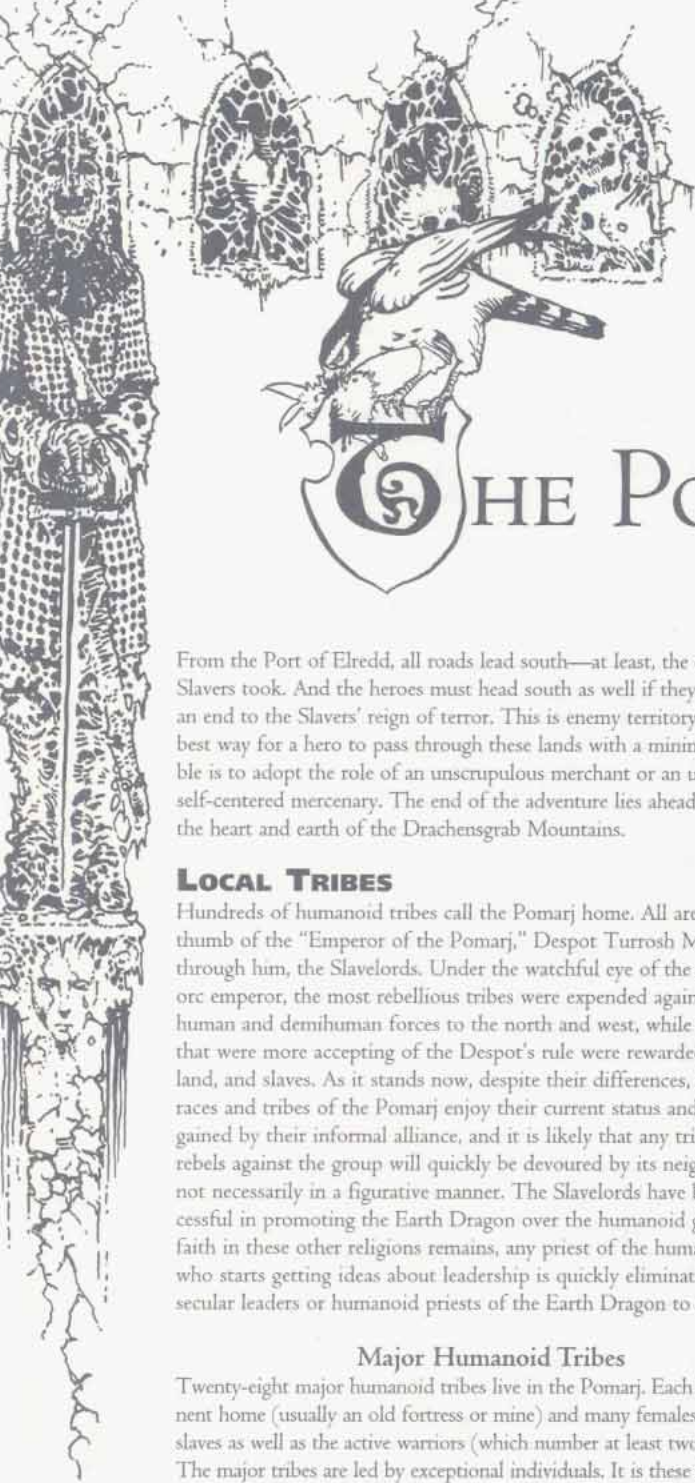 THE PO
From the Port of Elredd, all roads lead south—at least, the
Slavers took. And the heroes must head south as well if they
an end to the Slavers' reign of terror. This is enemy territory
best way for a hero to pass through these lands with a minim
ble is to adopt the role of an unscrupulous merchant or an u
self-centered mercenary. The end of the adventure lies ahead
the heart and earth of the Drachensgrab Mountains.
LOCAL TRIBES
Hundreds of humanoid tribes call the Pomarj home. All are
thumb of the “Emperor of the Pomarj,” Despot Turrosh M
through him, the Slavelords. Under the watchful eye of the
orc emperor, the most rebellious tribes were expended again
human and demihuman forces to the north and west, while
that were more accepting of the Despot's rule were rewarded
land, and slaves. As it stands now, despite their differences,
races and tribes of the Pomarj enjoy their current status and
gained by their informal alliance, and it is likely that any tri
rebels against the group will quickly be devoured by its neig
not necessarily in a figurative manner. The Slavelords have
cessful in promoting the Earth Dragon over the humanoid
faith in these other religions remains, any priest of the huma
who starts getting ideas about leadership is quickly eliminat
secular leaders or humanoid priests of the Earth Dragon to
Major Humanoid Tribes
Twenty-eight major humanoid tribes live in the Pomarj. Each
nent home (usually an old fortress or mine) and many females
slaves as well as the active warriors (which number at least two
The major tribes are led by exceptional individuals. It is these